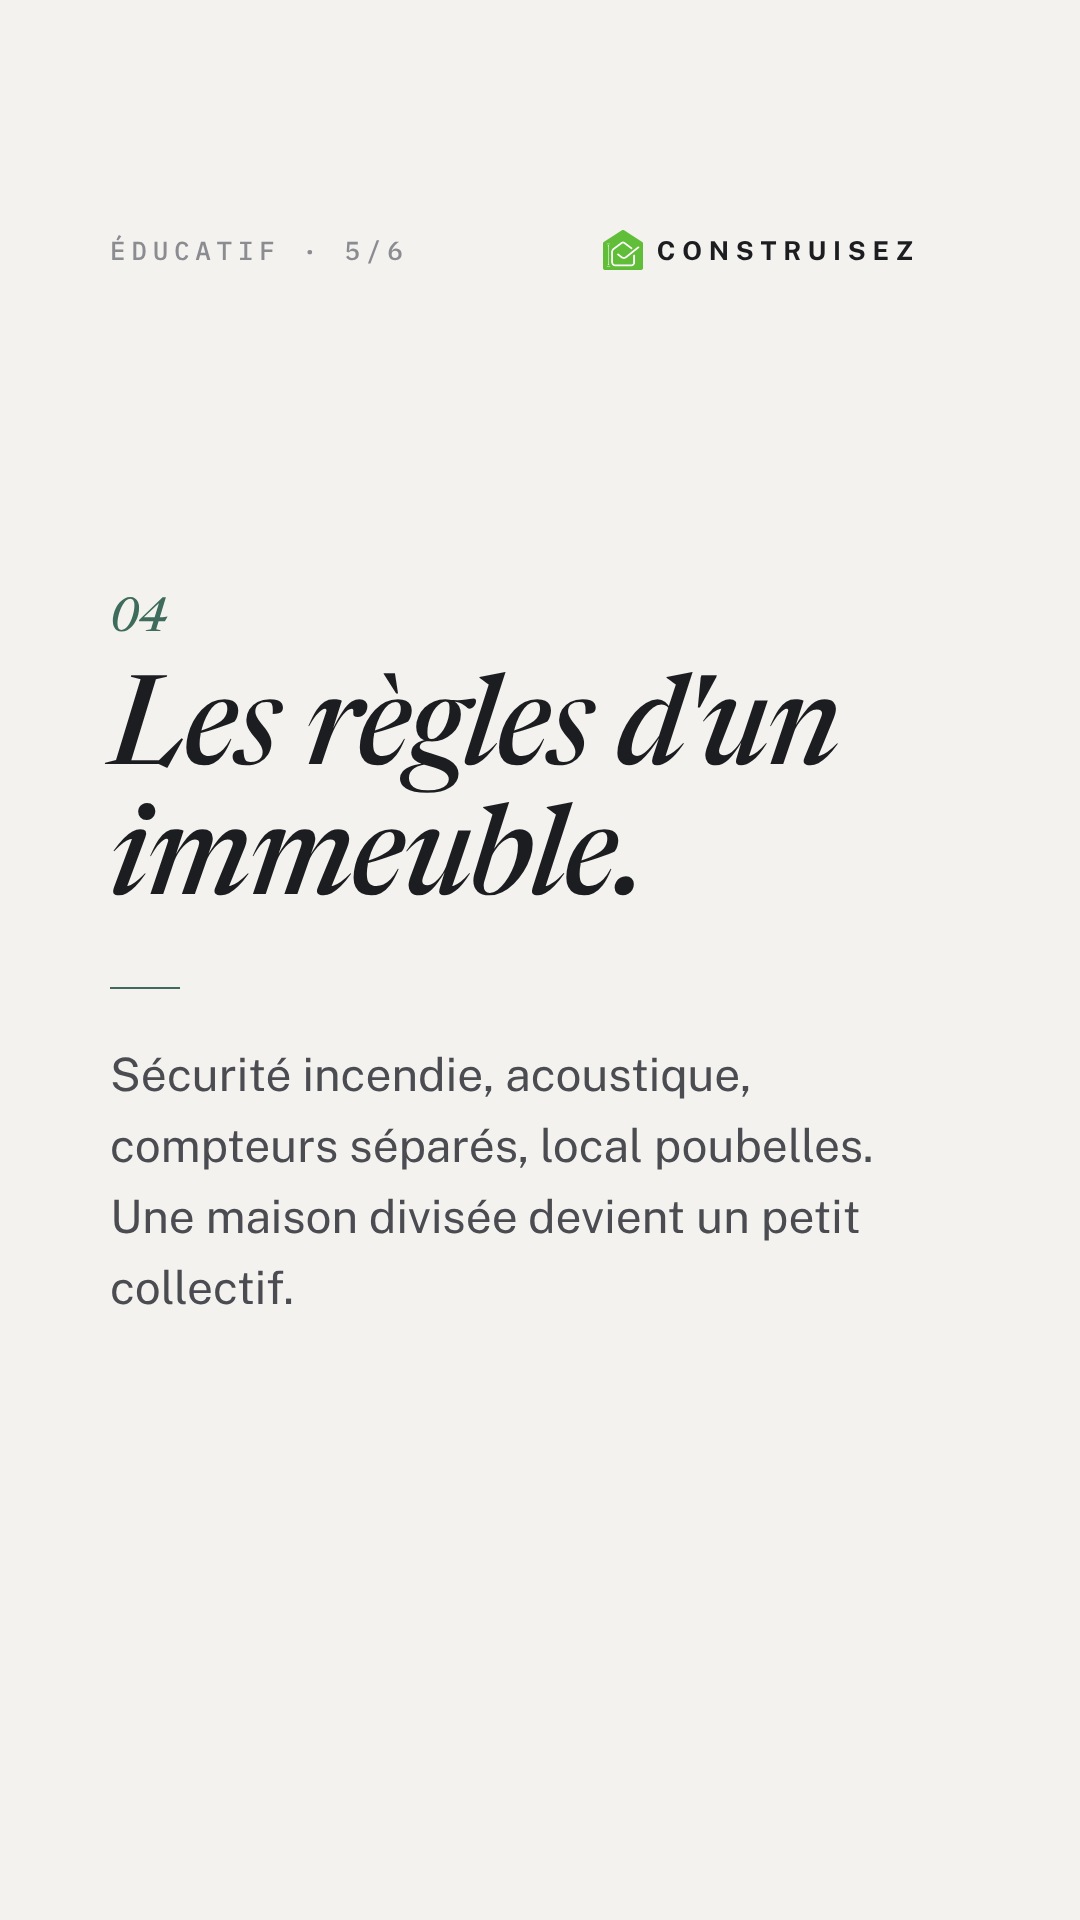 ÉDUCATIF · 5/6
CONSTRUISEZ
04
Les règles d'un
immeuble.
Sécurité incendie, acoustique,
compteurs séparés, local poubelles.
Une maison divisée devient un petit
collectif.